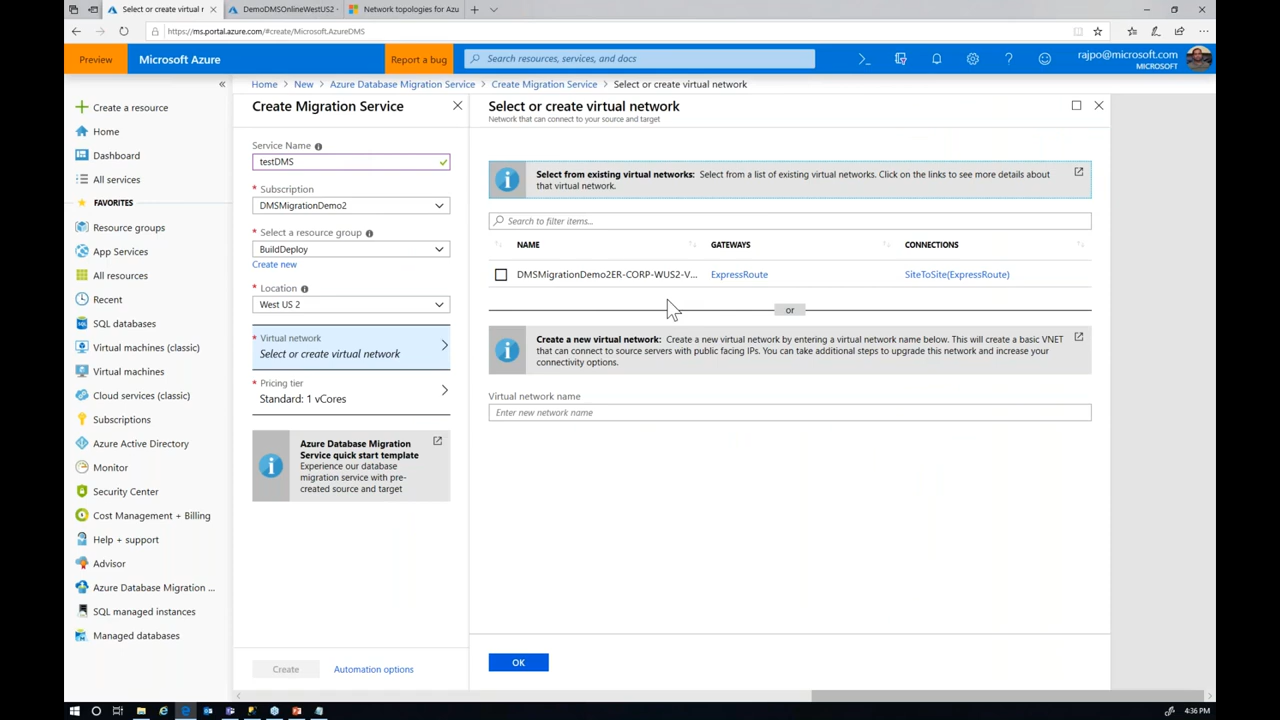 Select or create virtual r
DemoDMSOnlineWestUS2 -
Network topologies for Azu
https://ms.portal.azure.com/#create/Microsoft.AzureDMS
Preview
Microsoft Azure
Report a bug
Search resources, services, and docs
rajpo@microsoft.com
MICROSOFT
Home
New
Azure Database Migration Service
Create Migration Service
Select or create virtual network
Create a resource
Home
Dashboard
All services
FAVORITES
Resource groups
App Services
All resources
Recent
SQL databases
Virtual machines (classic)
Virtual machines
Cloud services (classic)
Subscriptions
Azure Active Directory
Monitor
Security Center
Cost Management + Billing
Help + support
Advisor
Azure Database Migration ...
SQL managed instances
Managed databases
Create Migration Service
Service Name
testDMS
* Subscription
DMSMigrationDemo2
* Select a resource group
BuildDeploy
Create new
* Location
West US 2
* Virtual network
Select or create virtual network
* Pricing tier
Standard: 1 vCores
Azure Database Migration
Service quick start template
Experience our database
migration service with pre-
created source and target
Create
Automation options
Select or create virtual network
Network that can connect to your source and target
Select from existing virtual networks: Select from a list of existing virtual networks. Click on the links to see more details about
that virtual network.
Search to filter items...
NAME GATEWAYS CONNECTIONS
DMSMigrationDemo2ER-CORP-WUS2-V... ExpressRoute SiteToSite(ExpressRoute)
or
Create a new virtual network: Create a new virtual network by entering a virtual network name below. This will create a basic VNET
that can connect to source servers with public facing IPs. You can take additional steps to upgrade this network and increase your
connectivity options.
Virtual network name
Enter new network name
OK
4:36 PM